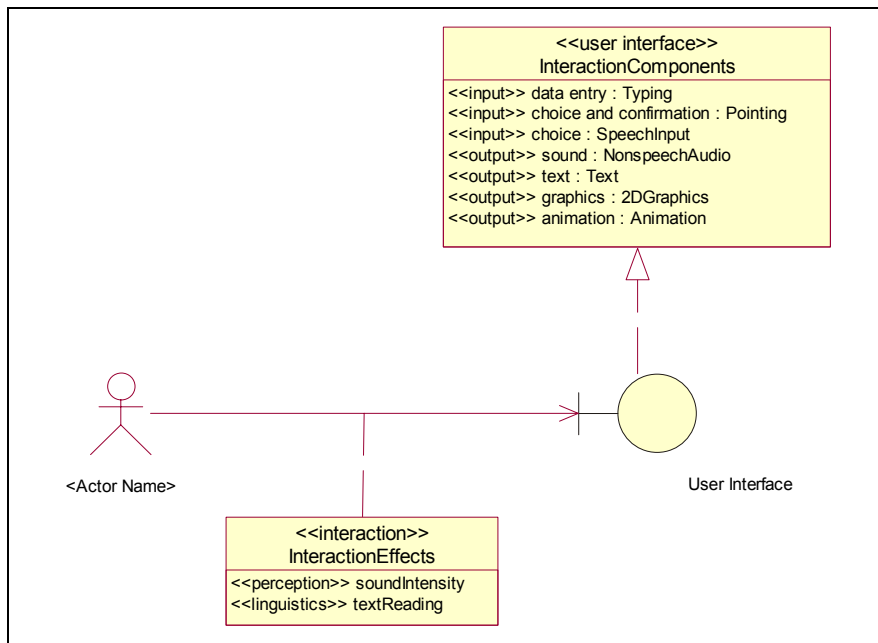 <<user interface>>
InteractionComponents
<<input>> data entry : Typing
<<input>> choice and confirmation : Pointing
<<input>> choice : SpeechInput
<<output>> sound : NonspeechAudio
<<output>> text : Text
<<output>> graphics : 2DGraphics
<<output>> animation : Animation
<Actor Name>
User Interface
<<interaction>>
InteractionEffects
<<perception>> soundIntensity
<<linguistics>> textReading